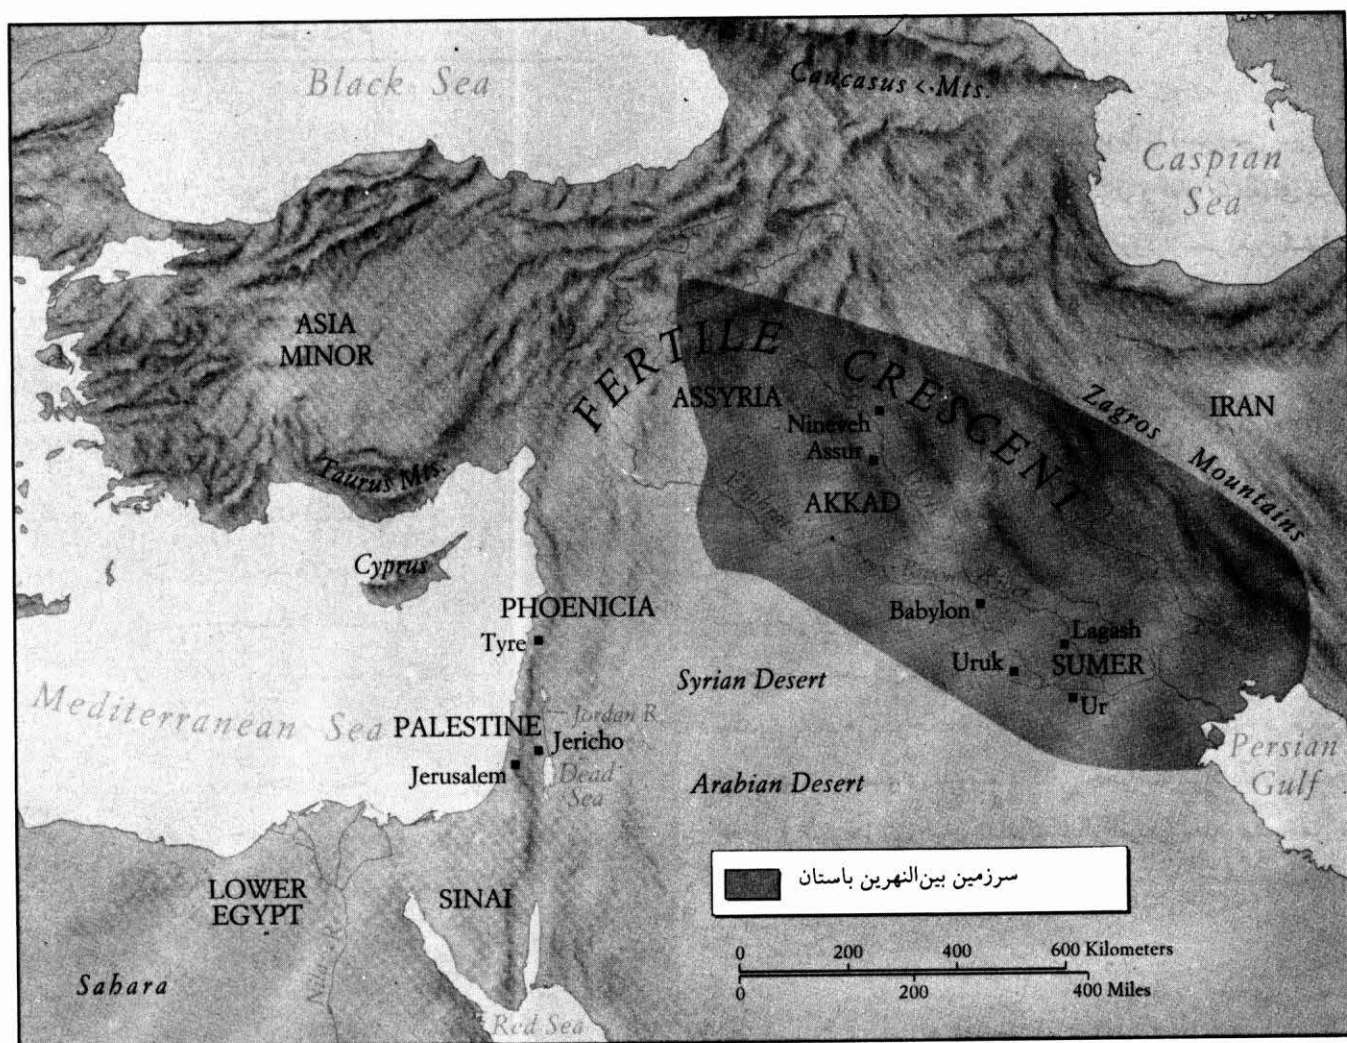 Black Sea
Caucasus Mts.
Caspian
Sea
ASIA
MINOR
FERTILE CRESCENT
ASSYRIA
Nineveh
Assur
Zagros Mountains
IRAN
Taurus Mts.
Euphrates
AKKAD
Cyprus
PHOENICIA
Tyre
Babylon
Lagash
Uruk
SUMER
Ur
Syrian Desert
Mediterranean Sea
PALESTINE
Jordan R.
Jericho
Jerusalem
Dead
Sea
Arabian Desert
Persian
Gulf
LOWER
EGYPT
SINAI
Nile R.
Sahara
Red Sea
سرزمین بین‌النهرین باستان
0 200 400 600 Kilometers
0 200 400 Miles